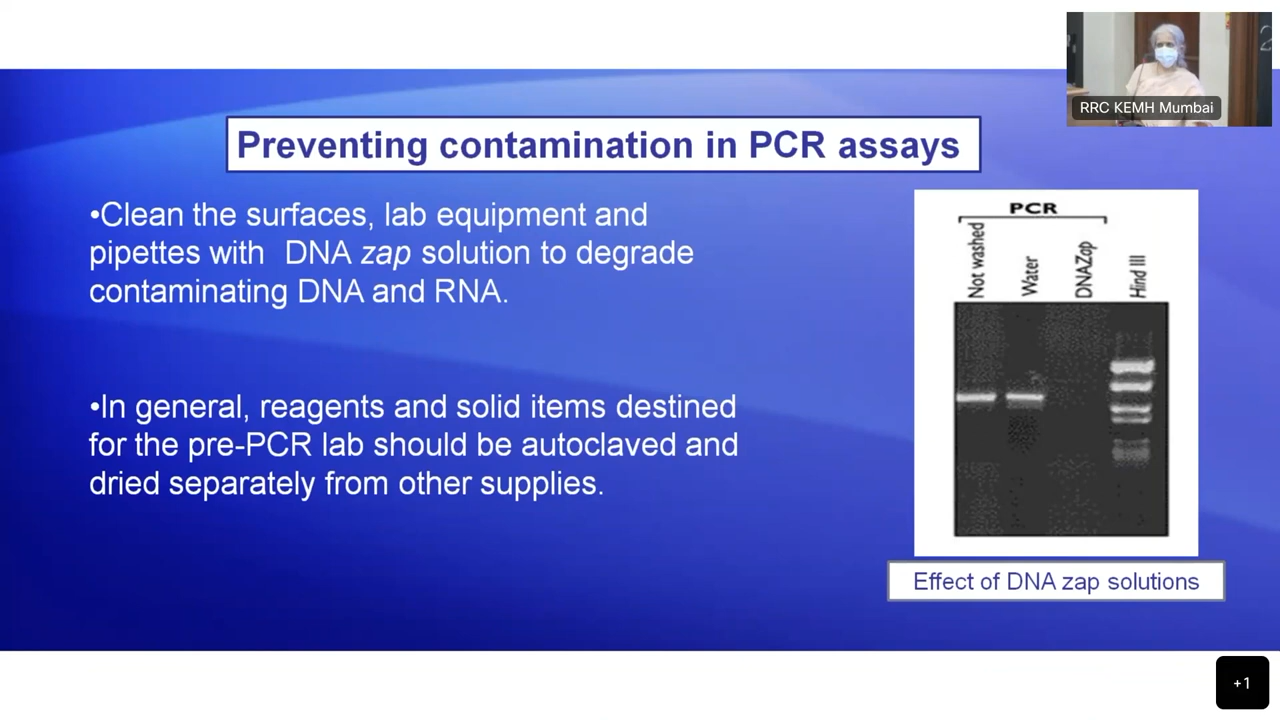 RRC KEMH Mumbai
Preventing contamination in PCR assays
•Clean the surfaces, lab equipment and
pipettes with DNA zap solution to degrade
contaminating DNA and RNA.
•In general, reagents and solid items destined
for the pre-PCR lab should be autoclaved and
dried separately from other supplies.
PCR
Not washed
Water
DNAZap
Hind III
Effect of DNA zap solutions
+1